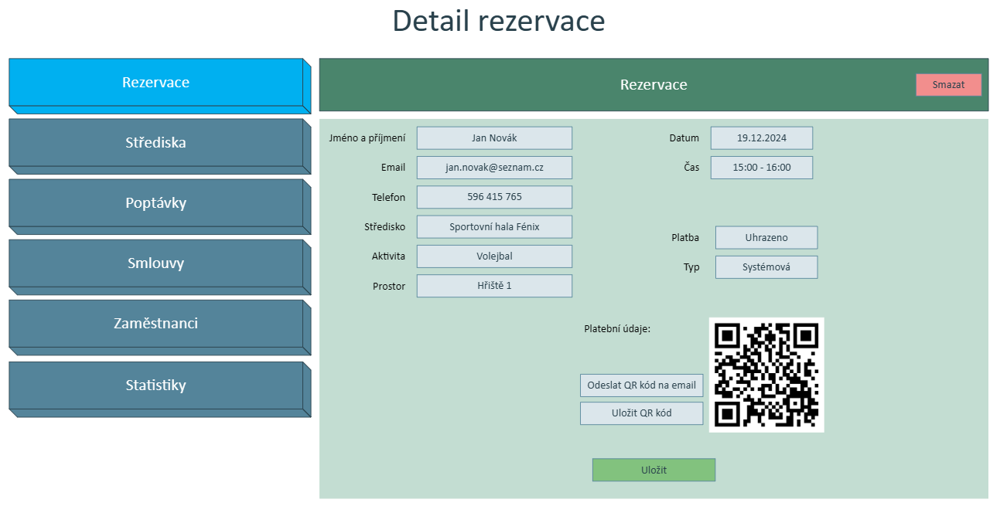 Detail rezervace
Rezervace
Střediska
Poptávky
Smlouvy
Zaměstnanci
Statistiky
Rezervace
Smazat
Jméno a příjmení
Jan Novák
Email
jan.novak@seznam.cz
Telefon
596 415 765
Středisko
Sportovní hala Fénix
Aktivita
Volejbal
Prostor
Hřiště 1
Datum
19.12.2024
Čas
15:00 - 16:00
Platba
Uhrazeno
Typ
Systémová
Platební údaje:
Odeslat QR kód na email
Uložit QR kód
Uložit